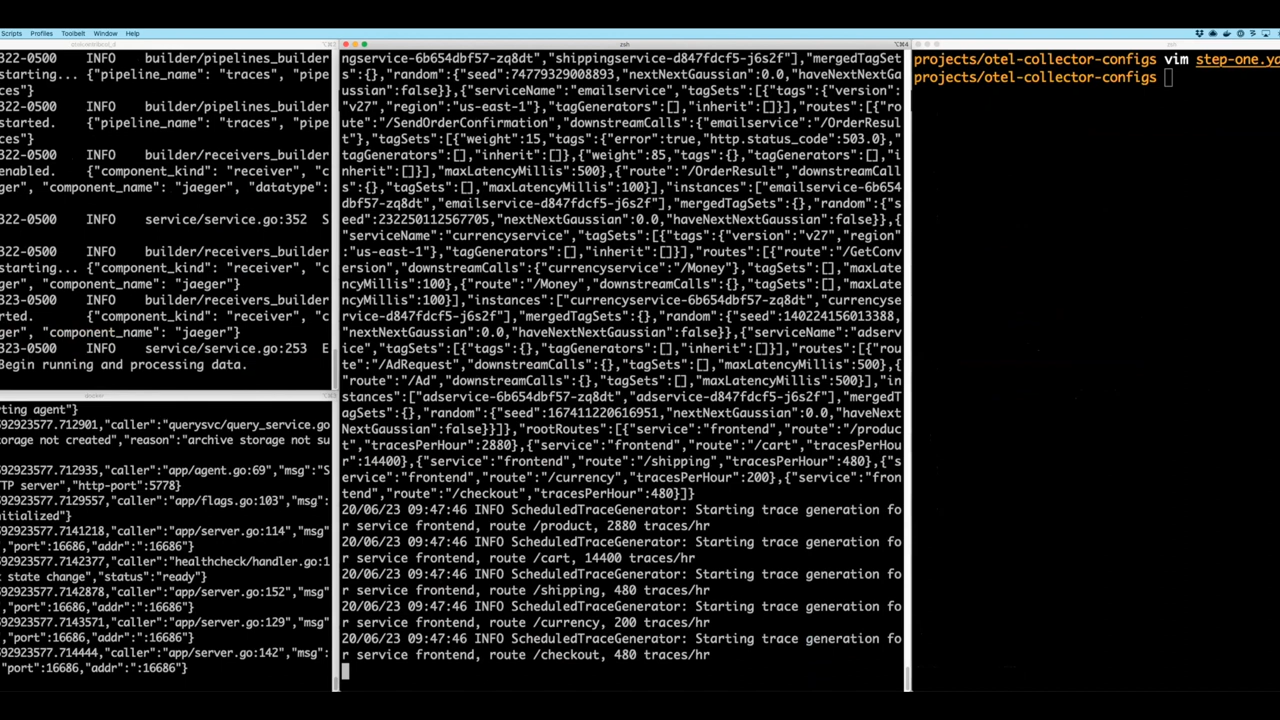 Scripts Profiles Toolbelt Window Help
322-0500 INFO builder/pipelines_builder
starting... {"pipeline_name": "traces", "pipe
ces"}
322-0500 INFO builder/pipelines_builder
started. {"pipeline_name": "traces", "pipe
ces"}
322-0500 INFO builder/receivers_builder
enabled. {"component_kind": "receiver", "c
ger", "component_name": "jaeger", "datatype":
322-0500 INFO service/service.go:352 S
322-0500 INFO builder/receivers_builder
starting... {"component_kind": "receiver", "c
ger", "component_name": "jaeger"}
323-0500 INFO builder/receivers_builder
rted. {"component_kind": "receiver", "c
ger", "component_name": "jaeger"}
323-0500 INFO service/service.go:253 E
Begin running and processing data.
rting agent"}
592923577.712901,"caller":"querysvc/query_service.go
orage not created","reason":"archive storage not su
592923577.712935,"caller":"app/agent.go:69","msg":"S
TTP server","http-port":5778}
592923577.7129557,"caller":"app/flags.go:103","msg":
nitialized"}
592923577.7141218,"caller":"app/server.go:114","msg"
,"port":16686,"addr":":16686"}
592923577.7142377,"caller":"healthcheck/handler.go:1
t state change","status":"ready"}
592923577.7142878,"caller":"app/server.go:152","msg"
,"port":16686,"addr":":16686"}
592923577.7143571,"caller":"app/server.go:129","msg"
,"port":16686,"addr":":16686"}
592923577.714444,"caller":"app/server.go:142","msg":
"port":16686,"addr":":16686"}
zsh
ngservice-6b654dbf57-zq8dt","shippingservice-d847fdcf5-j6s2f"],"mergedTagSet
s":{},"random":{"seed":74779329008893,"nextNextGaussian":0.0,"haveNextNextGa
ussian":false}},{"serviceName":"emailservice","tagSets":[{"tags":{"version":
"v27","region":"us-east-1"},"tagGenerators":[],"inherit":[]}],"routes":[{"ro
ute":"/SendOrderConfirmation","downstreamCalls":{"emailservice":"/OrderResul
t"},"tagSets":[{"weight":15,"tags":{"error":true,"http.status_code":503.0},"
tagGenerators":[],"inherit":[]},{"weight":85,"tags":{},"tagGenerators":[],"i
nherit":[]}],"maxLatencyMillis":500},{"route":"/OrderResult","downstreamCall
s":{},"tagSets":[],"maxLatencyMillis":100}],"instances":["emailservice-6b654
dbf57-zq8dt","emailservice-d847fdcf5-j6s2f"],"mergedTagSets":{},"random":{"s
eed":232250112567705,"nextNextGaussian":0.0,"haveNextNextGaussian":false}},{
"serviceName":"currencyservice","tagSets":[{"tags":{"version":"v27","region"
:"us-east-1"},"tagGenerators":[],"inherit":[]}],"routes":[{"route":"/GetConv
ersion","downstreamCalls":{"currencyservice":"/Money"},"tagSets":[],"maxLate
ncyMillis":100},{"route":"/Money","downstreamCalls":{},"tagSets":[],"maxLate
ncyMillis":100}],"instances":["currencyservice-6b654dbf57-zq8dt","currencyse
rvice-d847fdcf5-j6s2f"],"mergedTagSets":{},"random":{"seed":140224156013388,
"nextNextGaussian":0.0,"haveNextNextGaussian":false}},{"serviceName":"adserv
ice","tagSets":[{"tags":{},"tagGenerators":[],"inherit":[]}],"routes":[{"rou
te":"/AdRequest","downstreamCalls":{},"tagSets":[],"maxLatencyMillis":500},{
"route":"/Ad","downstreamCalls":{},"tagSets":[],"maxLatencyMillis":500}],"in
stances":["adservice-6b654dbf57-zq8dt","adservice-d847fdcf5-j6s2f"],"mergedT
agSets":{},"random":{"seed":167411220616951,"nextNextGaussian":0.0,"haveNext
NextGaussian":false}}]},"rootRoutes":[{"service":"frontend","route":"/produc
t","tracesPerHour":2880},{"service":"frontend","route":"/cart","tracesPerHou
r":14400},{"service":"frontend","route":"/shipping","tracesPerHour":480},{"s
ervice":"frontend","route":"/currency","tracesPerHour":200},{"service":"fron
tend","route":"/checkout","tracesPerHour":480}]}
20/06/23 09:47:46 INFO ScheduledTraceGenerator: Starting trace generation fo
r service frontend, route /product, 2880 traces/hr
20/06/23 09:47:46 INFO ScheduledTraceGenerator: Starting trace generation fo
r service frontend, route /cart, 14400 traces/hr
20/06/23 09:47:46 INFO ScheduledTraceGenerator: Starting trace generation fo
r service frontend, route /shipping, 480 traces/hr
20/06/23 09:47:46 INFO ScheduledTraceGenerator: Starting trace generation fo
r service frontend, route /currency, 200 traces/hr
20/06/23 09:47:46 INFO ScheduledTraceGenerator: Starting trace generation fo
r service frontend, route /checkout, 480 traces/hr
projects/otel-collector-configs vim step-one.ya
projects/otel-collector-configs